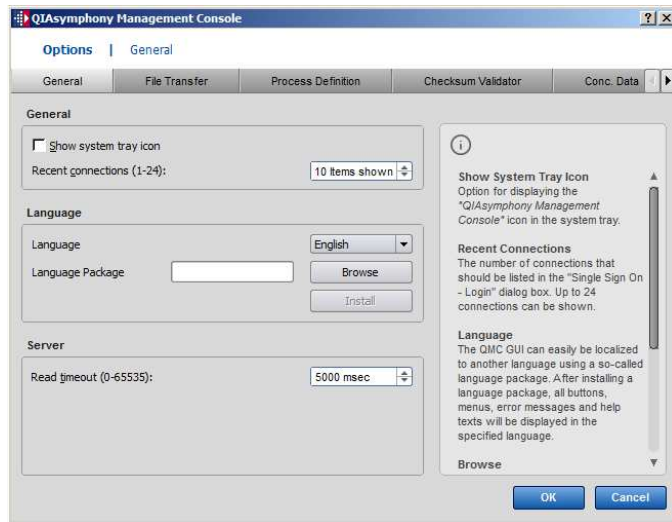 QIAsymphony Management Console
Options | General
General
File Transfer
Process Definition
Checksum Validator
Conc. Data
General
Show system tray icon
Recent connections (1-24):
10 Items shown
Language
Language
English
Language Package
Browse
Install
Server
Read timeout (0-65535):
5000 msec
Show System Tray Icon
Option for displaying the
"QIAsymphony Management
Console" icon in the system tray.
Recent Connections
The number of connections that
should be listed in the "Single Sign On
- Login" dialog box. Up to 24
connections can be shown.
Language
The QMC GUI can easily be localized
to another language using a so-called
language package. After installing a
language package, all buttons,
menus, error messages and help
texts will be displayed in the
specified language.
Browse
OK
Cancel